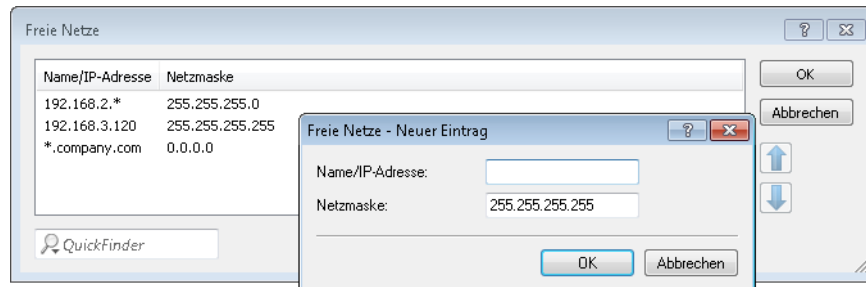 Freie Netze
Name/IP-Adresse Netzmaske
192.168.2.* 255.255.255.0
192.168.3.120 255.255.255.255
*.company.com 0.0.0.0
QuickFinder
OK
Abbrechen
Freie Netze - Neuer Eintrag
Name/IP-Adresse:
Netzmaske: 255.255.255.255
OK Abbrechen